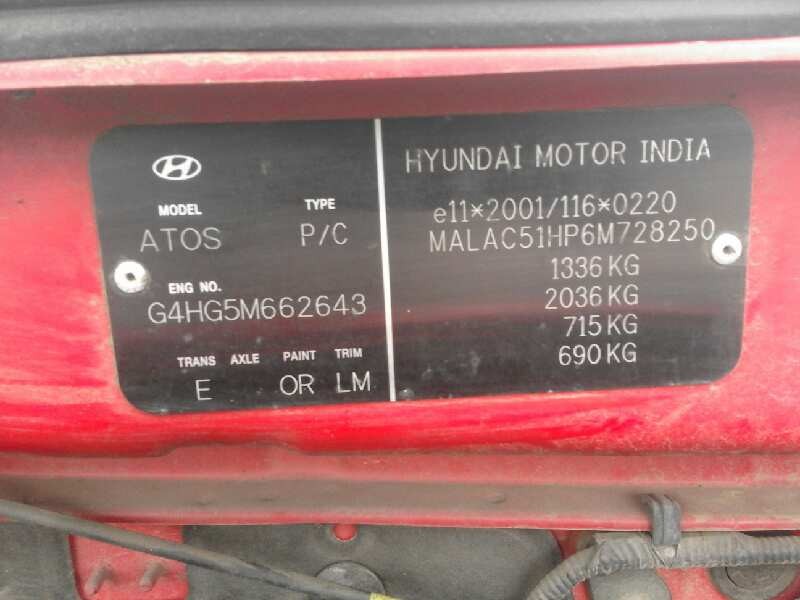 MODEL TYPE
ATOS P/C
ENG NO.
G4HG5M662643
TRANS AXLE PAINT TRIM
E OR LM
HYUNDAI MOTOR INDIA
e11*2001/116*0220
MALAC51HP6M728250
1336 KG
2036 KG
715 KG
690 KG